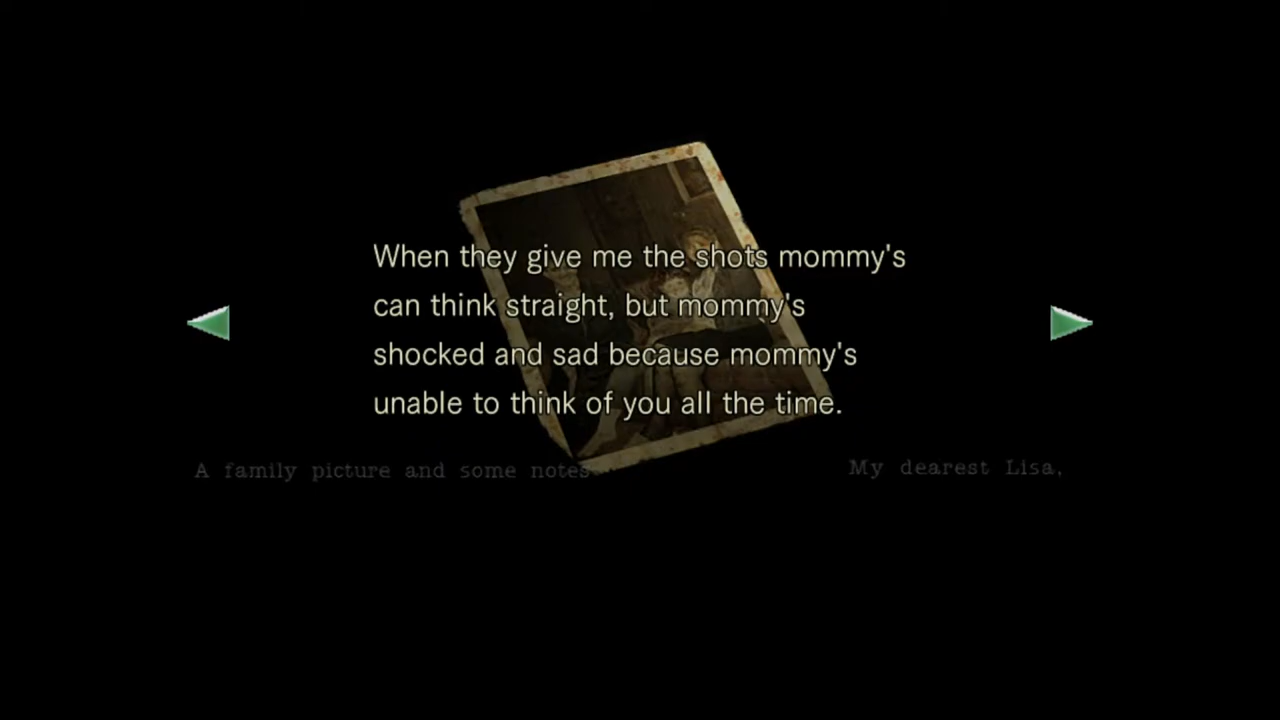 When they give me the shots mommy's
can think straight, but mommy's
shocked and sad because mommy's
unable to think of you all the time.
A family picture and some notes
My dearest Lisa,